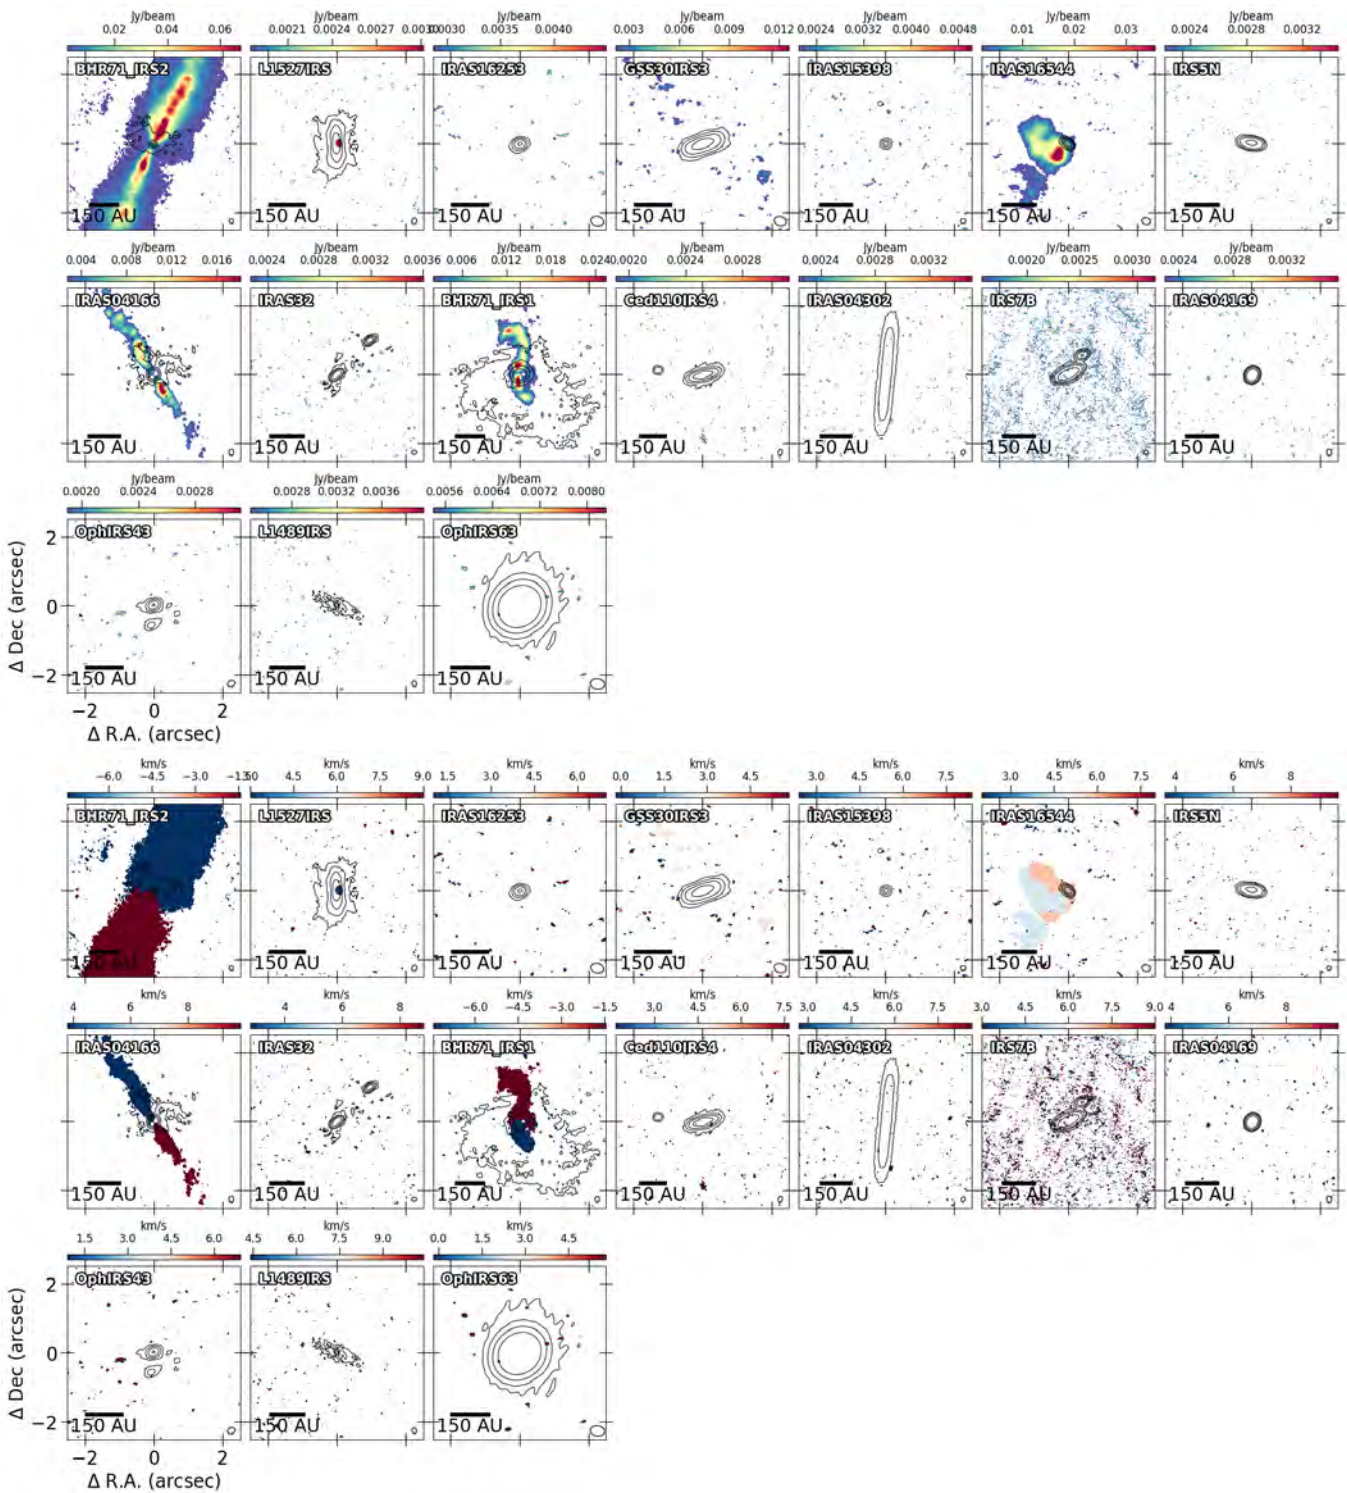 Jy/beam Jy/beam Jy/beam Jy/beam Jy/beam Jy/beam Jy/beam
0.02 0.04 0.06 0.0021 0.0024 0.0027 0.0030 0.0030 0.0035 0.0040 0.003 0.006 0.009 0.012 0.0024 0.0032 0.0040 0.0048 0.01 0.02 0.03 0.0024 0.0028 0.0032
BHR71_IRS2 L1527IRS IRAS16253 GSS30IRS3 IRAS15398 IRAS16544 IRS5N
150 AU 150 AU 150 AU 150 AU 150 AU 150 AU 150 AU
Jy/beam Jy/beam Jy/beam Jy/beam Jy/beam Jy/beam Jy/beam
0.004 0.008 0.012 0.016 0.0024 0.0028 0.0032 0.0036 0.006 0.012 0.018 0.024 0.0020 0.0024 0.0028 0.0024 0.0028 0.0032 0.0020 0.0025 0.0030 0.0024 0.0028 0.0032
IRAS04166 IRAS32 BHR71_IRS1 Ced110IRS4 IRAS04302 IRS7B IRAS04169
150 AU 150 AU 150 AU 150 AU 150 AU 150 AU 150 AU
Jy/beam Jy/beam Jy/beam
0.0020 0.0024 0.0028 0.0028 0.0032 0.0036 0.0056 0.0064 0.0072 0.0080
OphIRS43 L1489IRS OphIRS63
2
0
−2
Δ Dec (arcsec)
150 AU 150 AU 150 AU
−2 0 2
Δ R.A. (arcsec)
km/s km/s km/s km/s km/s km/s km/s
−6.0 −4.5 −3.0 4.5 6.0 7.5 9.0 1.5 3.0 4.5 6.0 0.0 1.5 3.0 4.5 3.0 4.5 6.0 7.5 3.0 4.5 6.0 7.5 4 6 8
BHR71_IRS2 L1527IRS IRAS16253 GSS30IRS3 IRAS15398 IRAS16544 IRS5N
150 AU 150 AU 150 AU 150 AU 150 AU 150 AU 150 AU
km/s km/s km/s km/s km/s km/s km/s
4 6 8 4 6 8 −6.0 −4.5 −3.0 −1.5 3.0 4.5 6.0 7.5 3.0 4.5 6.0 7.5 3.0 4.5 6.0 7.5 9.0 4 6 8
IRAS04166 IRAS32 BHR71_IRS1 Ced110IRS4 IRAS04302 IRS7B IRAS04169
150 AU 150 AU 150 AU 150 AU 150 AU 150 AU 150 AU
km/s km/s km/s
1.5 3.0 4.5 6.0 4.5 6.0 7.5 9.0 0.0 1.5 3.0 4.5
OphIRS43 L1489IRS OphIRS63
2
0
−2
Δ Dec (arcsec)
150 AU 150 AU 150 AU
−2 0 2
Δ R.A. (arcsec)